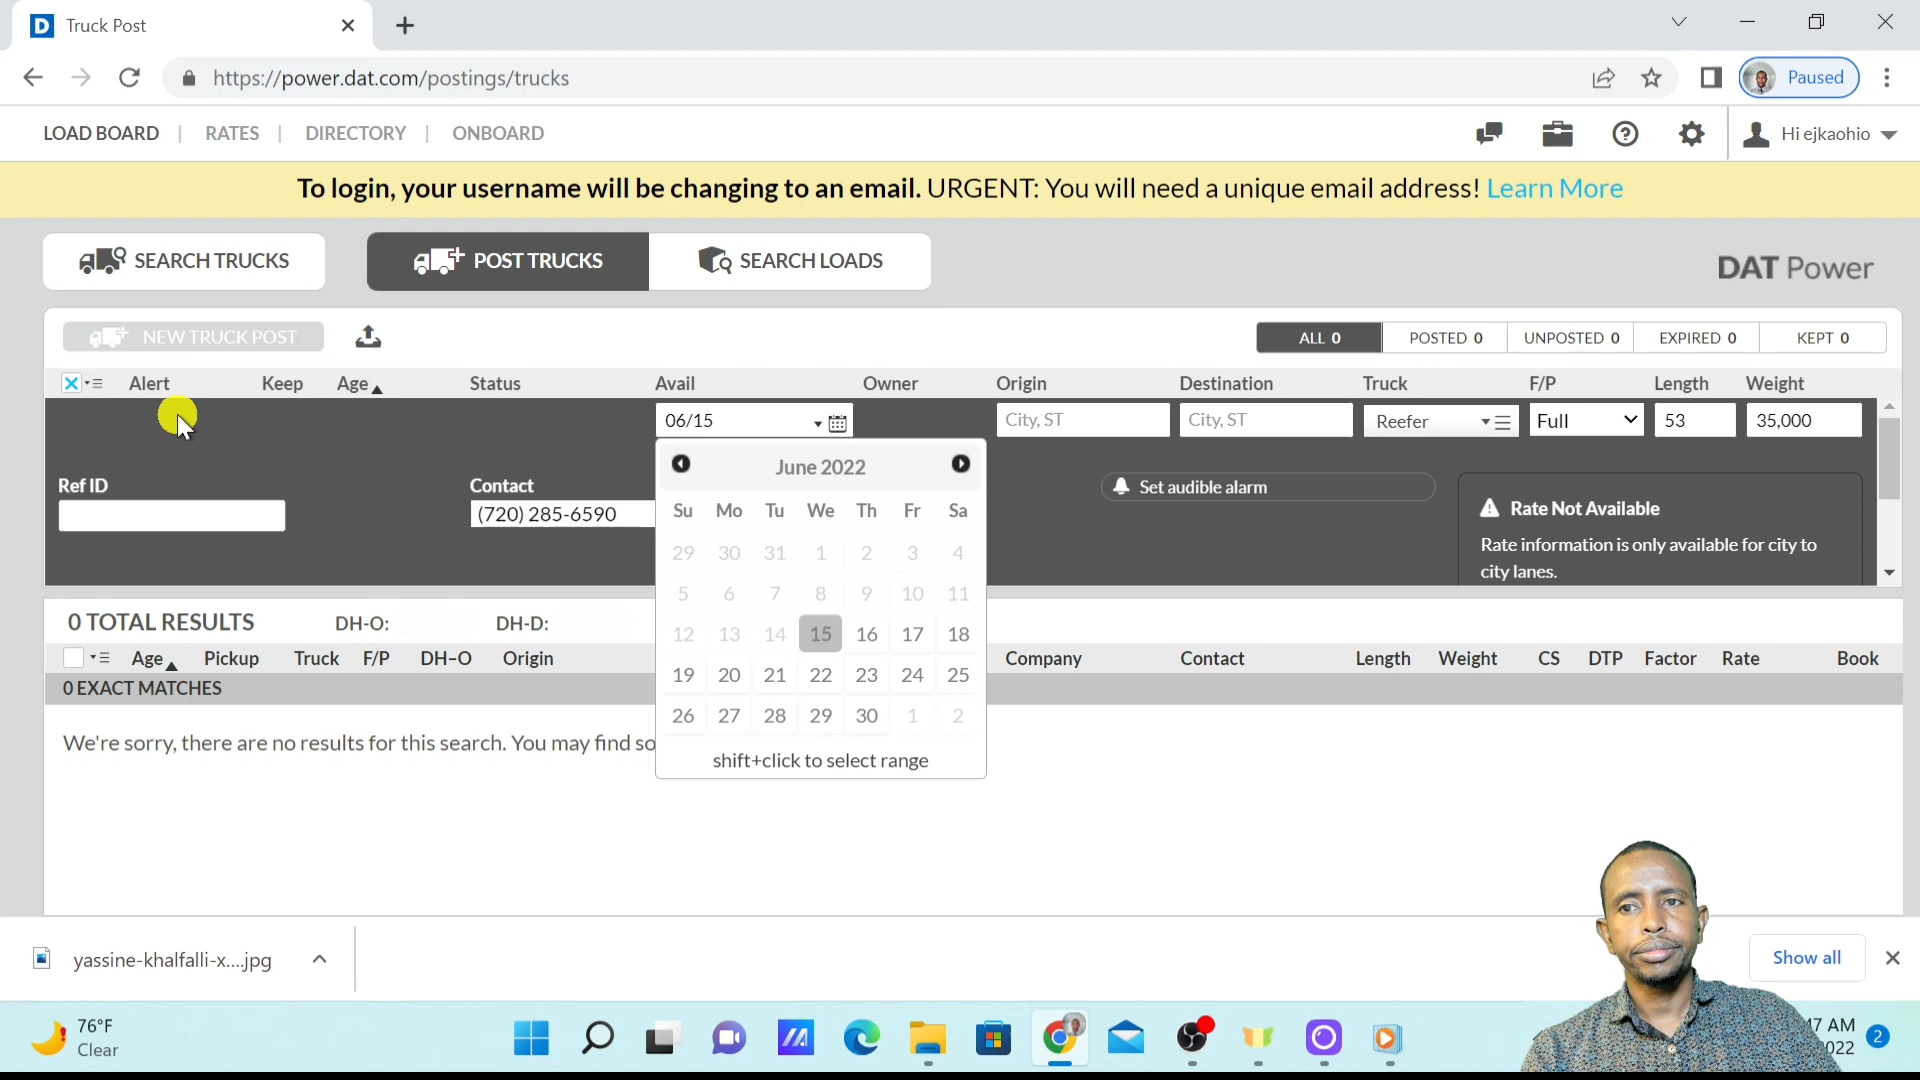 D Truck Post
https://power.dat.com/postings/trucks
Paused
LOAD BOARD | RATES | DIRECTORY | ONBOARD
Hi ejkaohio
To login, your username will be changing to an email. URGENT: You will need a unique email address! Learn More
SEARCH TRUCKS
POST TRUCKS
SEARCH LOADS
DAT Power
NEW TRUCK POST
ALL 0
POSTED 0
UNPOSTED 0
EXPIRED 0
KEPT 0
Alert Keep Age Status Avail Owner Origin Destination Truck F/P Length Weight
06/15 City, ST City, ST Reefer Full 53 35,000
June 2022
Su Mo Tu We Th Fr Sa
29 30 31 1 2 3 4
5 6 7 8 9 10 11
12 13 14 15 16 17 18
19 20 21 22 23 24 25
26 27 28 29 30 1 2
shift+click to select range
Ref ID
Contact
(720) 285-6590
Set audible alarm
Rate Not Available
Rate information is only available for city to
city lanes.
0 TOTAL RESULTS DH-O: DH-D:
Age Pickup Truck F/P DH-O Origin Company Contact Length Weight CS DTP Factor Rate Book
0 EXACT MATCHES
We're sorry, there are no results for this search. You may find so
yassine-khalfalli-x....jpg
Show all
76°F
Clear
47 AM
022
2